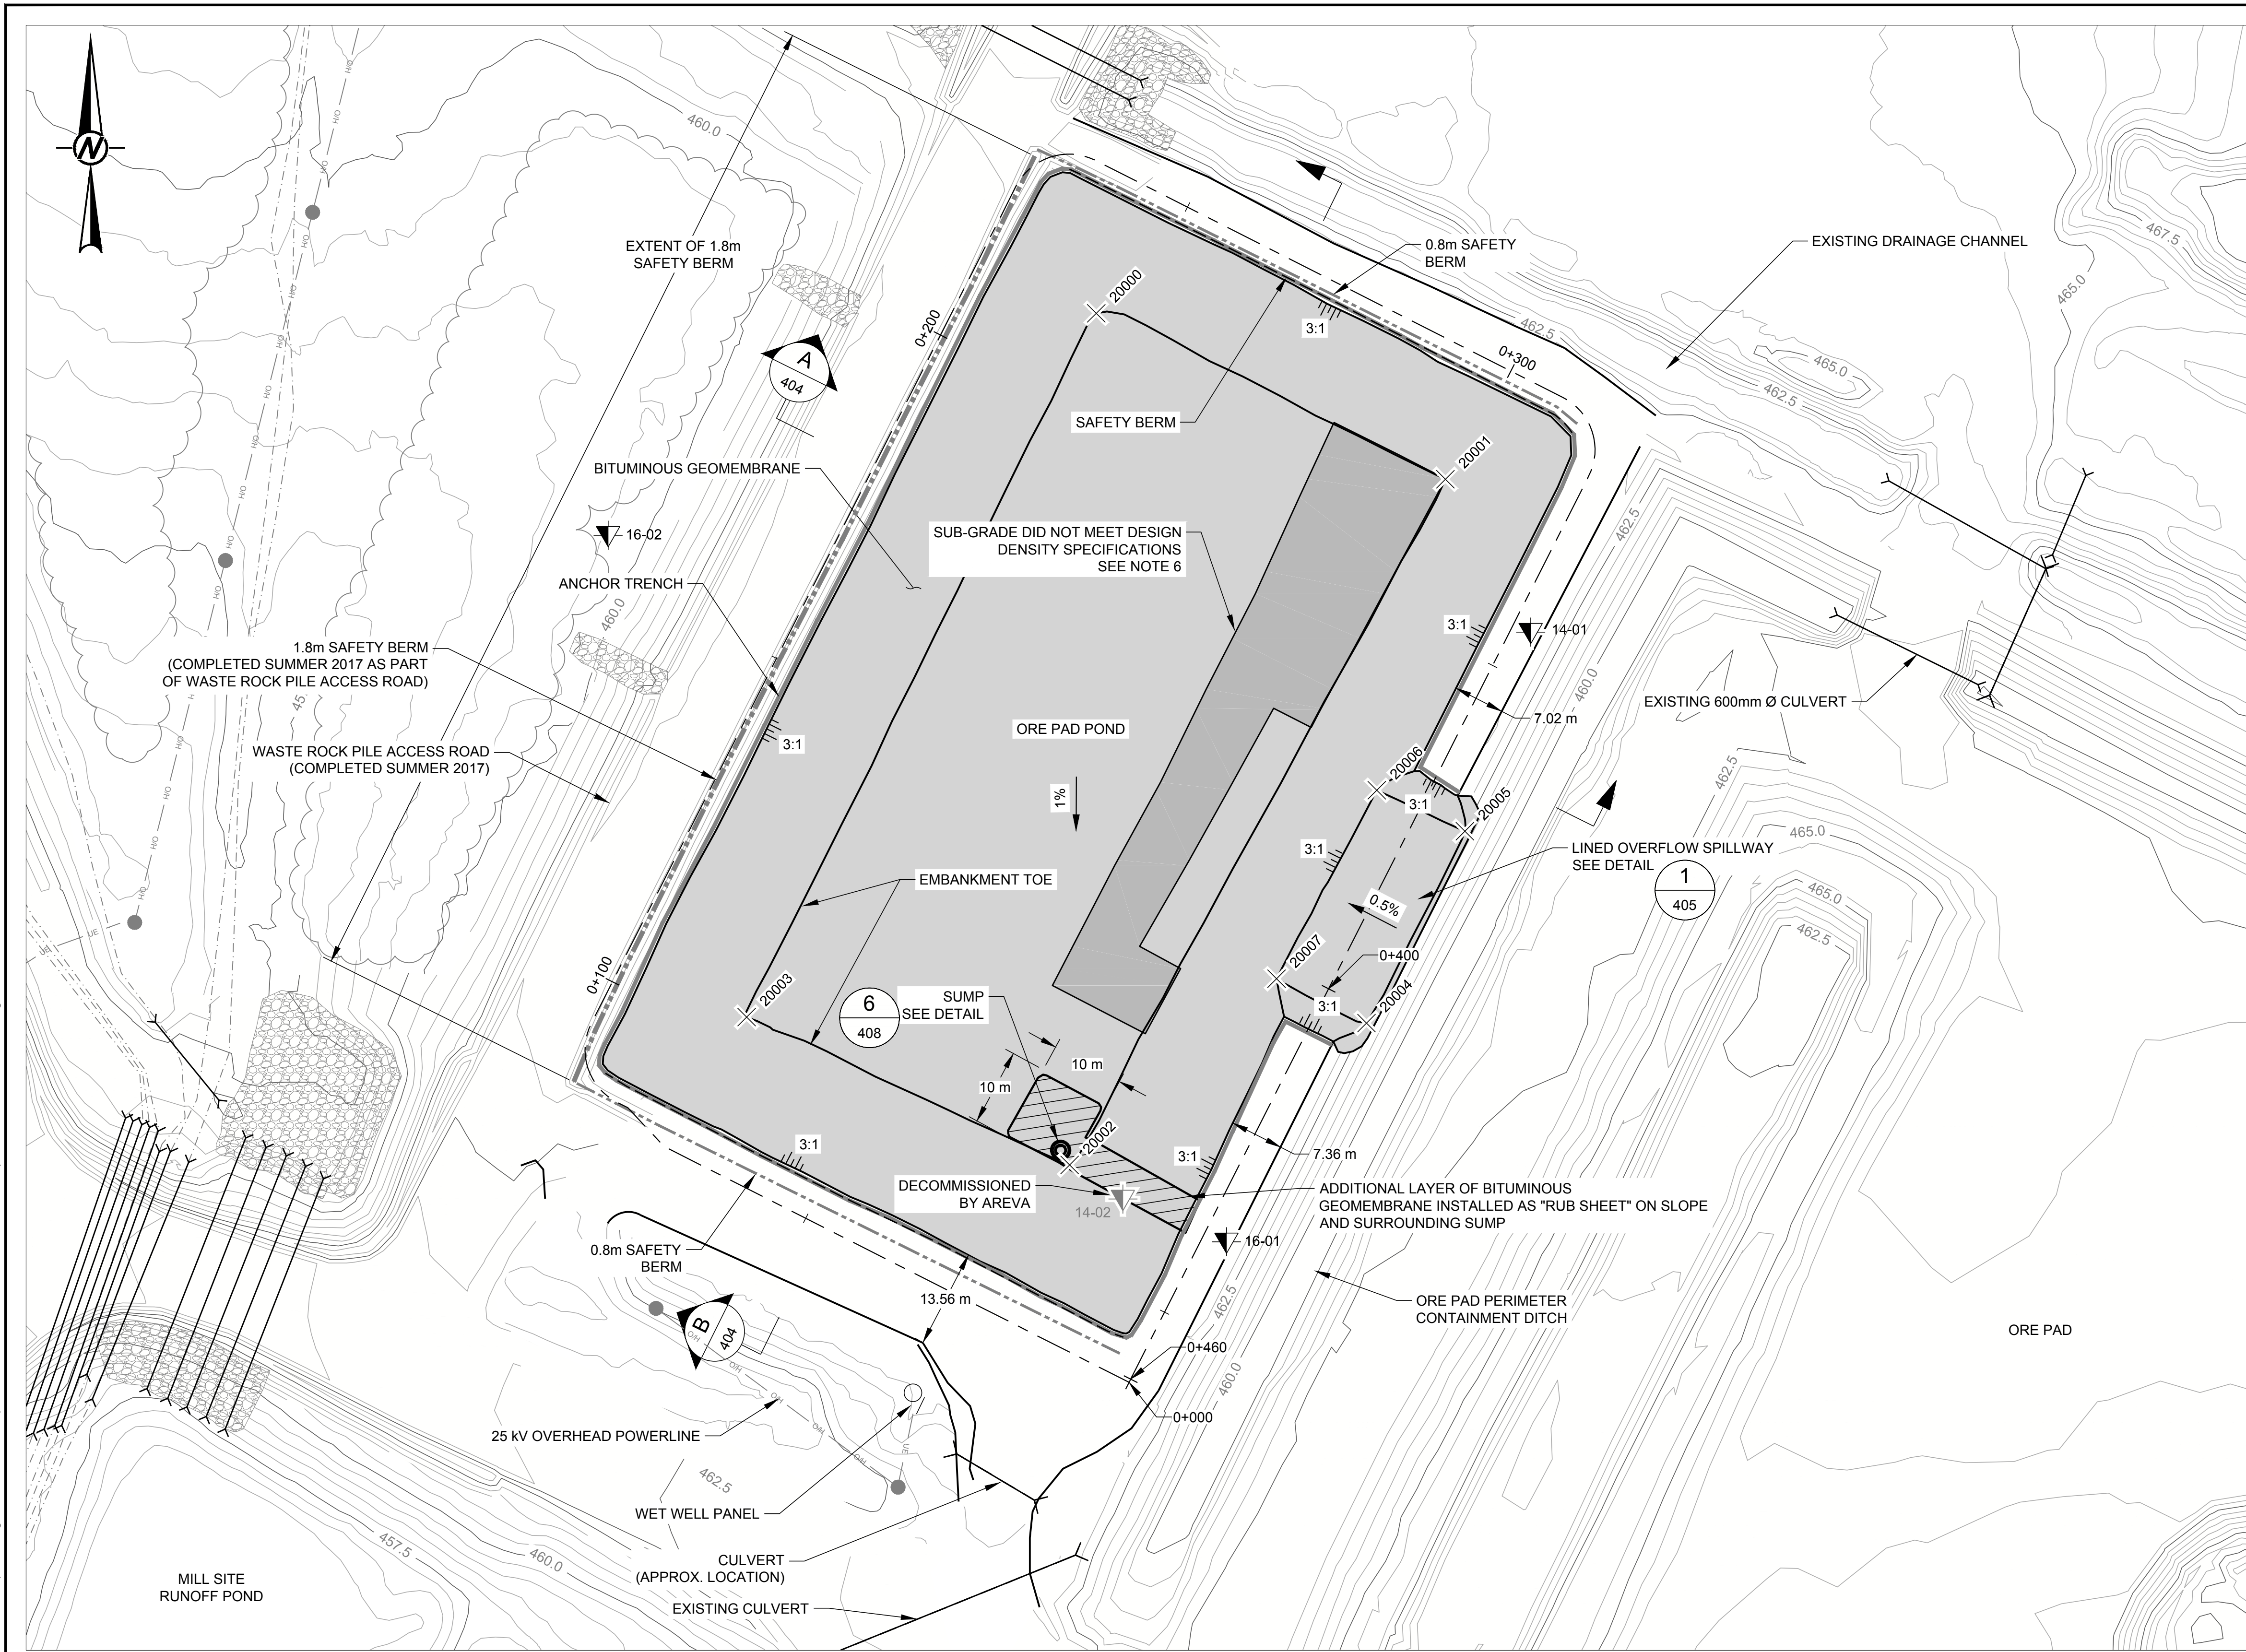 N
460.0
O/H
O/H
O/H
EXTENT OF 1.8m
SAFETY BERM
0.8m SAFETY
BERM
EXISTING DRAINAGE CHANNEL
467.5
465.0
20000
0+200
3:1
462.5
0+300
465.0
462.5
A
404
O/H
O/H
O/H
O/H
SAFETY BERM
20001
BITUMINOUS GEOMEMBRANE
16-02
SUB-GRADE DID NOT MEET DESIGN
DENSITY SPECIFICATIONS
SEE NOTE 6
462.5
ANCHOR TRENCH
460.0
O/H
O/H
3:1
14-01
1.8m SAFETY BERM
(COMPLETED SUMMER 2017 AS PART
OF WASTE ROCK PILE ACCESS ROAD)
45
460.0
EXISTING 600mm Ø CULVERT
7.02 m
ORE PAD POND
3:1
WASTE ROCK PILE ACCESS ROAD
(COMPLETED SUMMER 2017)
O/H
O/H
O/H
O/H
1%
20006
3:1
20005
462.5
465.0
LINED OVERFLOW SPILLWAY
SEE DETAIL
1
405
3:1
465.0
462.5
EMBANKMENT TOE
0.5%
UE
UE
0+100
20003
20007
0+400
6
408
SUMP
SEE DETAIL
3:1
20004
10 m
10 m
3:1
20002
3:1
7.36 m
DECOMMISSIONED
BY AREVA
14-02
ADDITIONAL LAYER OF BITUMINOUS
GEOMEMBRANE INSTALLED AS "RUB SHEET" ON SLOPE
AND SURROUNDING SUMP
16-01
0.8m SAFETY
BERM
13.56 m
462.5
ORE PAD PERIMETER
CONTAINMENT DITCH
ORE PAD
B
404
O/H
O/H
O/H
O/H
O/H
0+460
460.0
0+000
25 kV OVERHEAD POWERLINE
UE
462.5
WET WELL PANEL
457.5
460.0
CULVERT
(APPROX. LOCATION)
MILL SITE
RUNOFF POND
EXISTING CULVERT